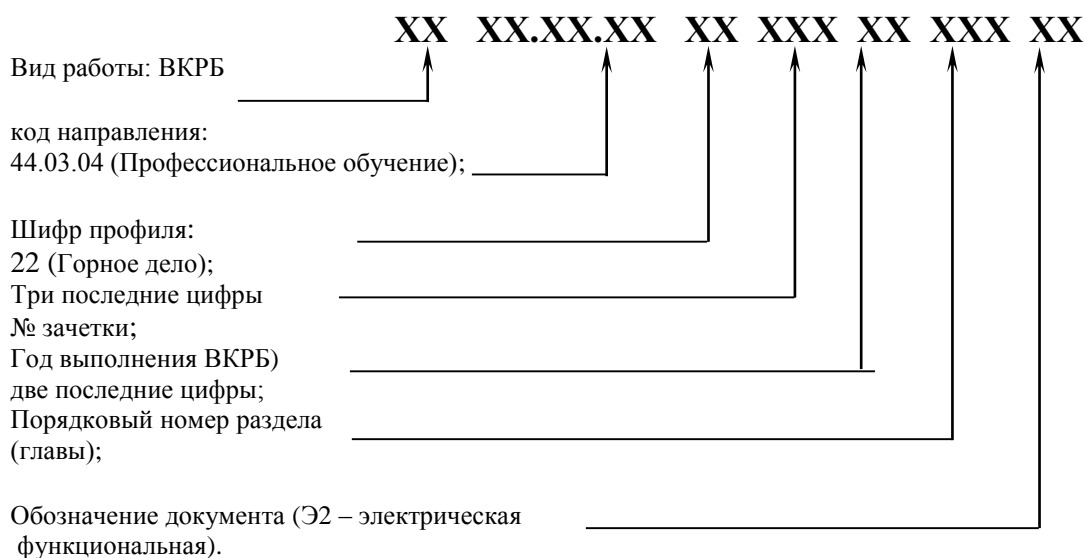 XX XX.XX.XX XX XXX XX XXX XX
Вид работы: ВКРБ
код направления:
44.03.04 (Профессиональное обучение);
Шифр профиля:
22 (Горное дело);
Три последние цифры
№ зачетки;
Год выполнения ВКРБ)
две последние цифры;
Порядковый номер раздела
(главы);
Обозначение документа (Э2 – электрическая
функциональная).